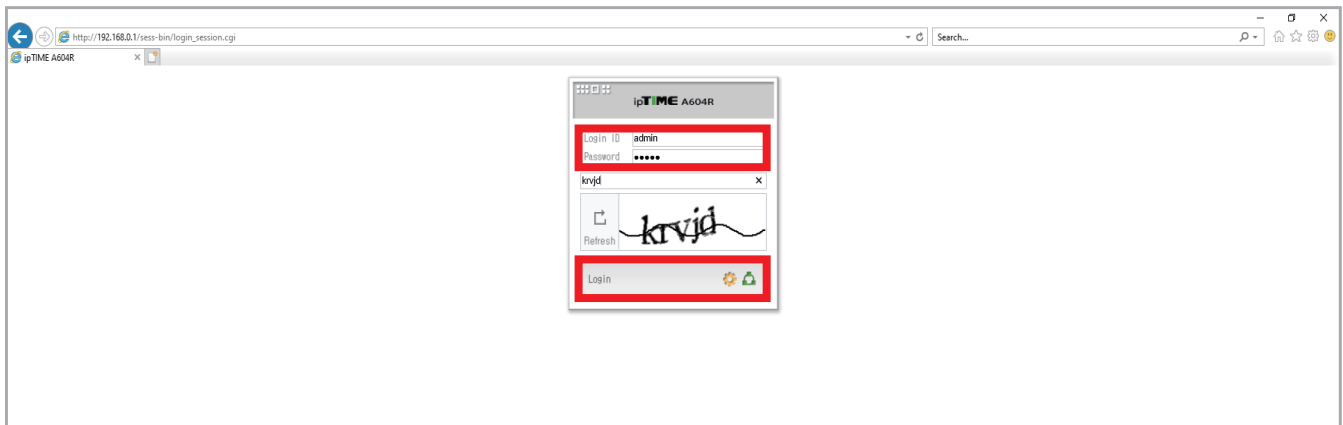 http://192.168.0.1/sess-bin/login_session.cgi
Search...
ipTIME A604R
ipTIME A604R
Login ID admin
Password •••••
krvjd
Refresh krvjd
Login